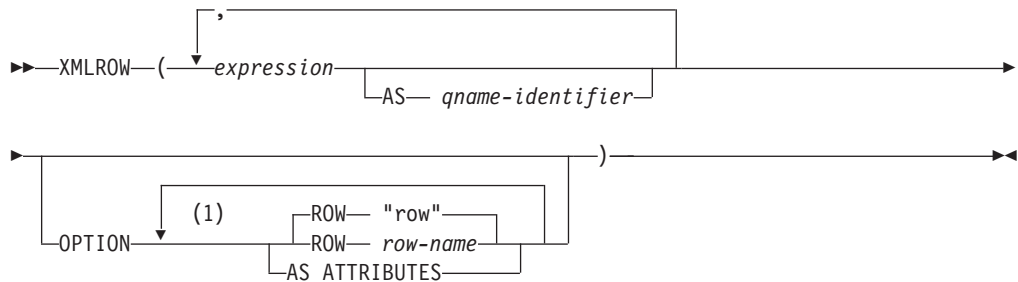 ,
XMLROW ( expression
AS qname-identifier
)
(1) ROW "row"
OPTION ROW row-name
AS ATTRIBUTES